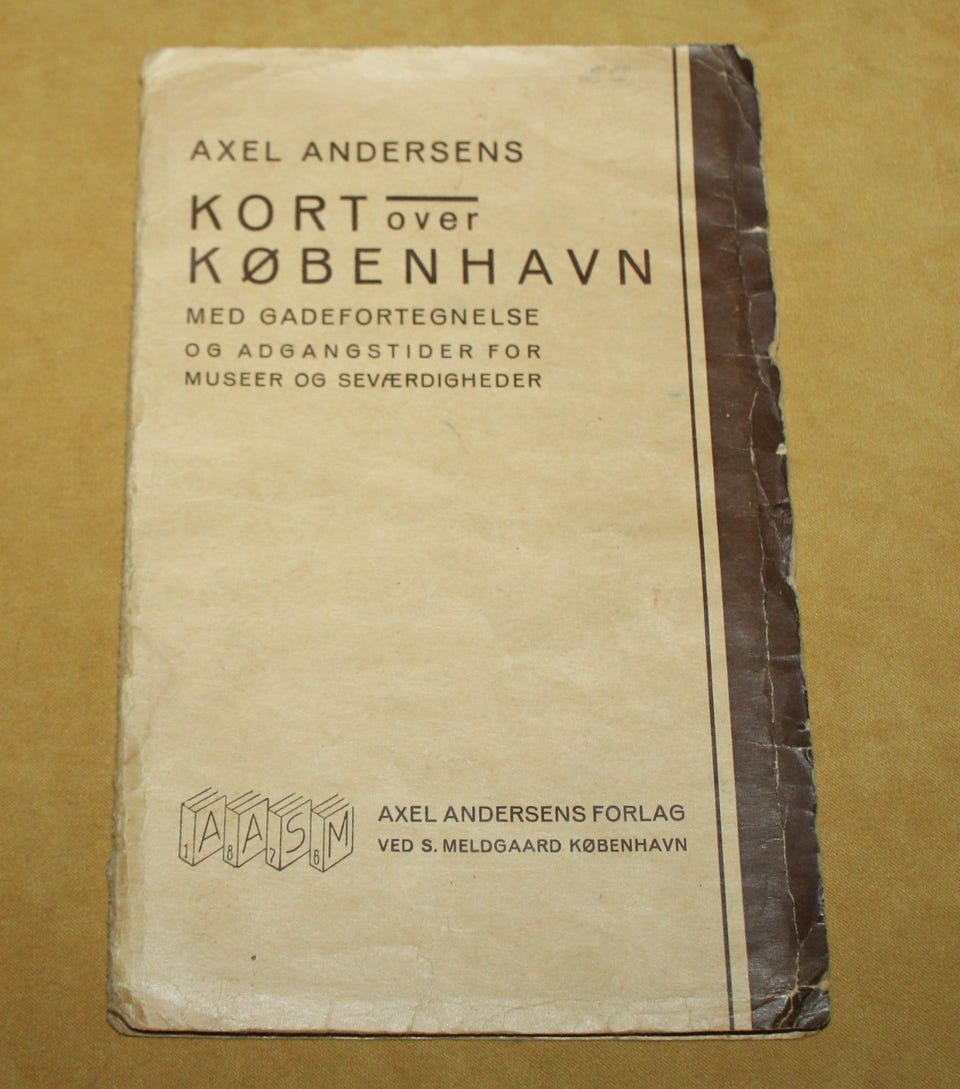 AXEL ANDERSENS
KORT over
KØBENHAVN
MED GADEFORTEGNELSE
OG ADGANGSTIDER FOR
MUSEER OG SEVÆRDIGHEDER
AASM
1876
AXEL ANDERSENS FORLAG
VED S. MELDGAARD KØBENHAVN